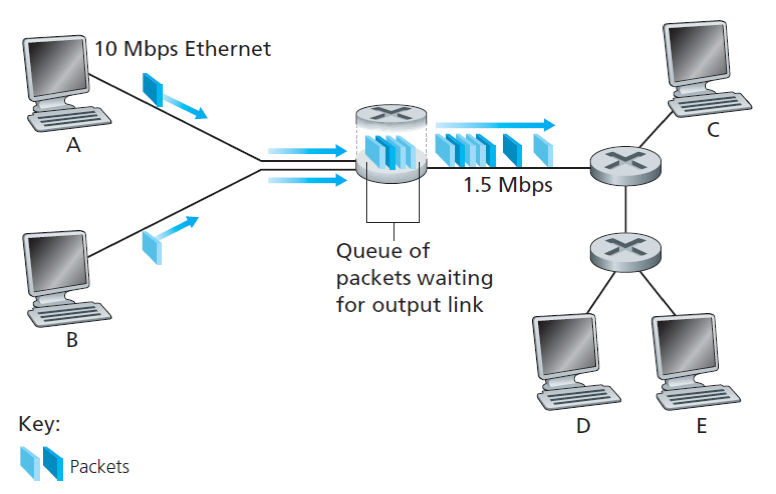 10 Mbps Ethernet
A
C
1.5 Mbps
Queue of
packets waiting
for output link
B
D
E
Key:
Packets